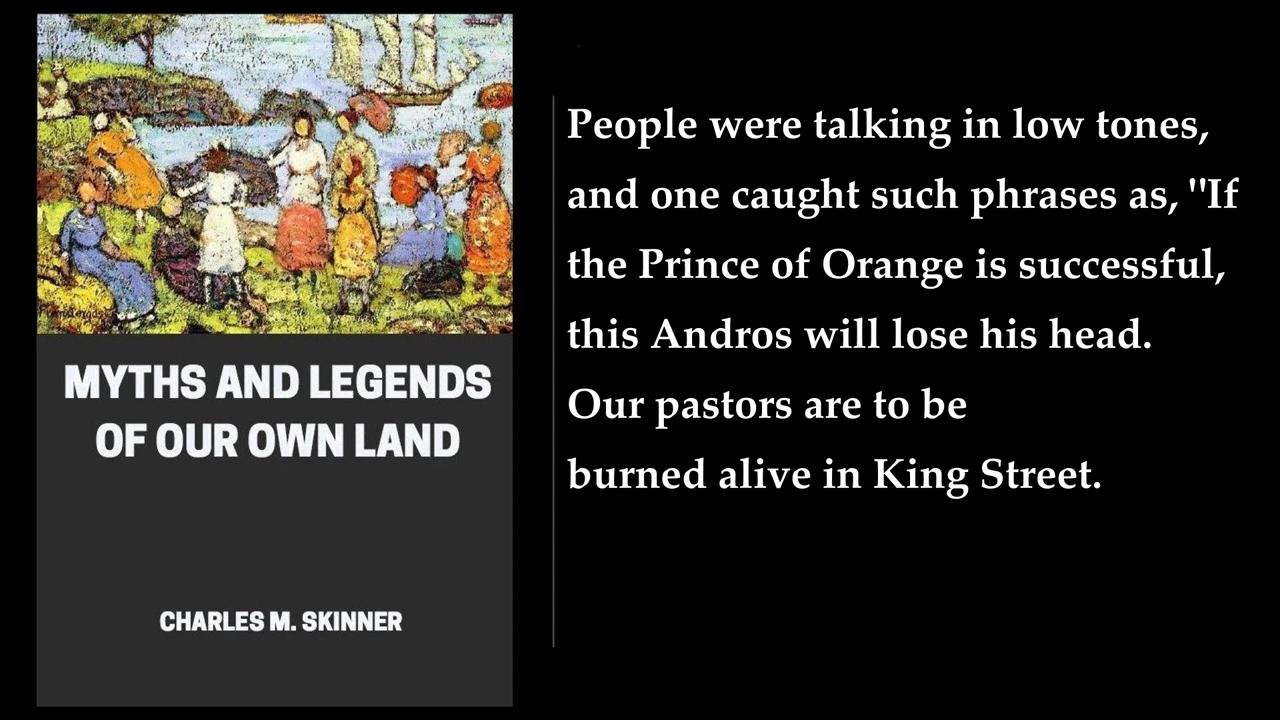 MYTHS AND LEGENDS
OF OUR OWN LAND
CHARLES M. SKINNER
People were talking in low tones,
and one caught such phrases as, "If
the Prince of Orange is successful,
this Andros will lose his head.
Our pastors are to be
burned alive in King Street.